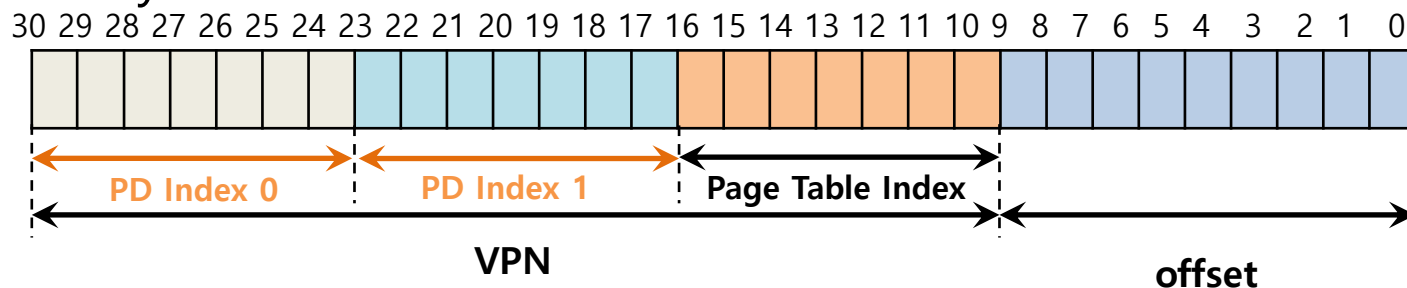 30 29 28 27 26 25 24 23 22 21 20 19 18 17 16 15 14 13 12 11 10 9 8 7 6 5 4 3 2 1 0
PD Index 0 PD Index 1 Page Table Index
VPN offset